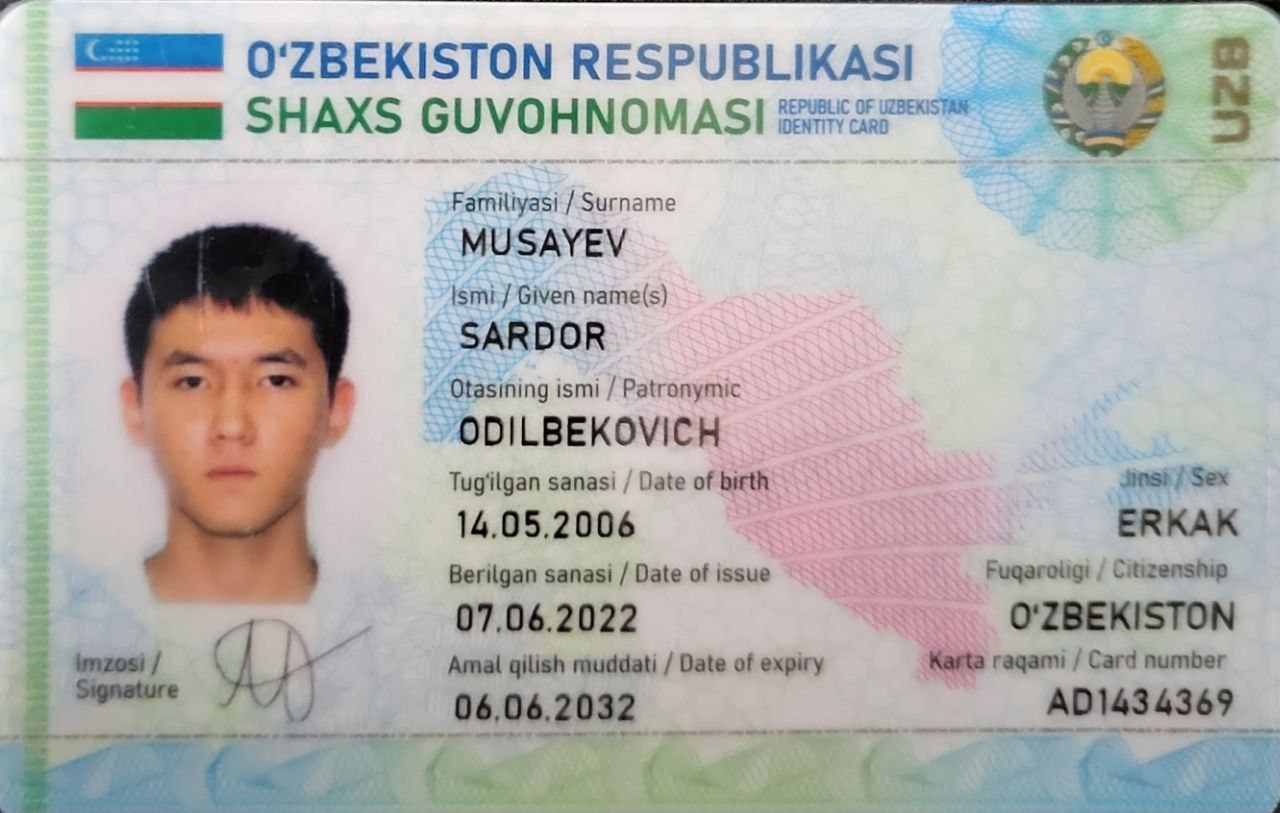 O‘ZBEKISTON RESPUBLIKASI
SHAXS GUVOHNOMASI
REPUBLIC OF UZBEKISTAN
IDENTITY CARD
UZB
Familiyasi / Surname
MUSAYEV
Ismi / Given name(s)
SARDOR
Otasining ismi / Patronymic
ODILBEKOVICH
Tug‘ilgan sanasi / Date of birth
14.05.2006
Jinsi / Sex
ERKAK
Berilgan sanasi / Date of issue
07.06.2022
Fuqaroligi / Citizenship
O‘ZBEKISTON
Amal qilish muddati / Date of expiry
06.06.2032
Karta raqami / Card number
AD1434369
Imzosi /
Signature